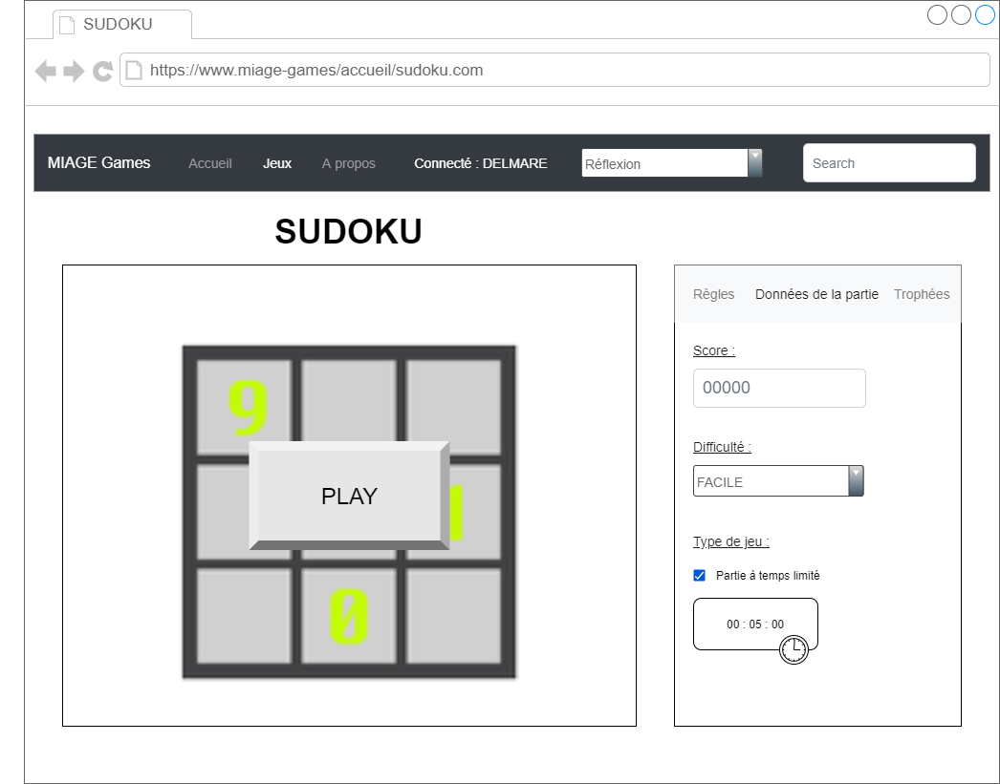 SUDOKU
https://www.miage-games/accueil/sudoku.com
MIAGE Games Accueil Jeux A propos Connecté : DELMARE Réflexion Search
SUDOKU
Règles Données de la partie Trophées
Score :
00000
Difficulté :
FACILE
Type de jeu :
Partie à temps limité
00 : 05 : 00
9
PLAY
1
0